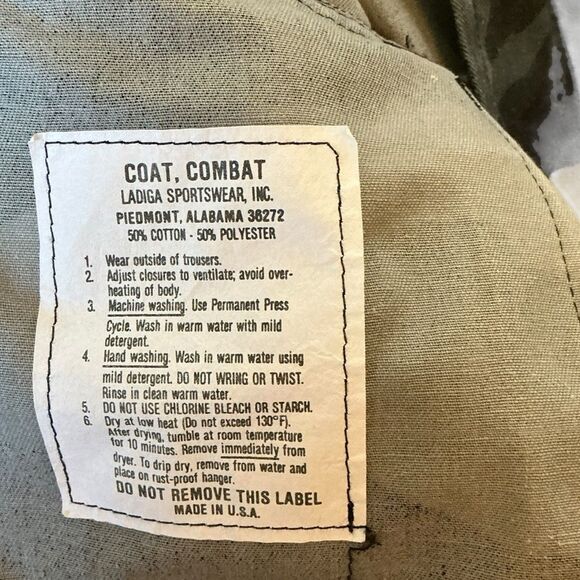 COAT, COMBAT
LADIGA SPORTSWEAR, INC.
PIEDMONT, ALABAMA 36272
50% COTTON - 50% POLYESTER
1. Wear outside of trousers.
2. Adjust closures to ventilate; avoid over-
heating of body.
3. Machine washing. Use Permanent Press
Cycle. Wash in warm water with mild
detergent.
4. Hand washing. Wash in warm water using
mild detergent. DO NOT WRING OR TWIST.
Rinse in clean warm water.
5. DO NOT USE CHLORINE BLEACH OR STARCH.
6. Dry at low heat (Do not exceed 130°F).
After drying, tumble at room temperature
for 10 minutes. Remove immediately from
dryer. To drip dry, remove from water and
place on rust-proof hanger.
DO NOT REMOVE THIS LABEL
MADE IN U.S.A.